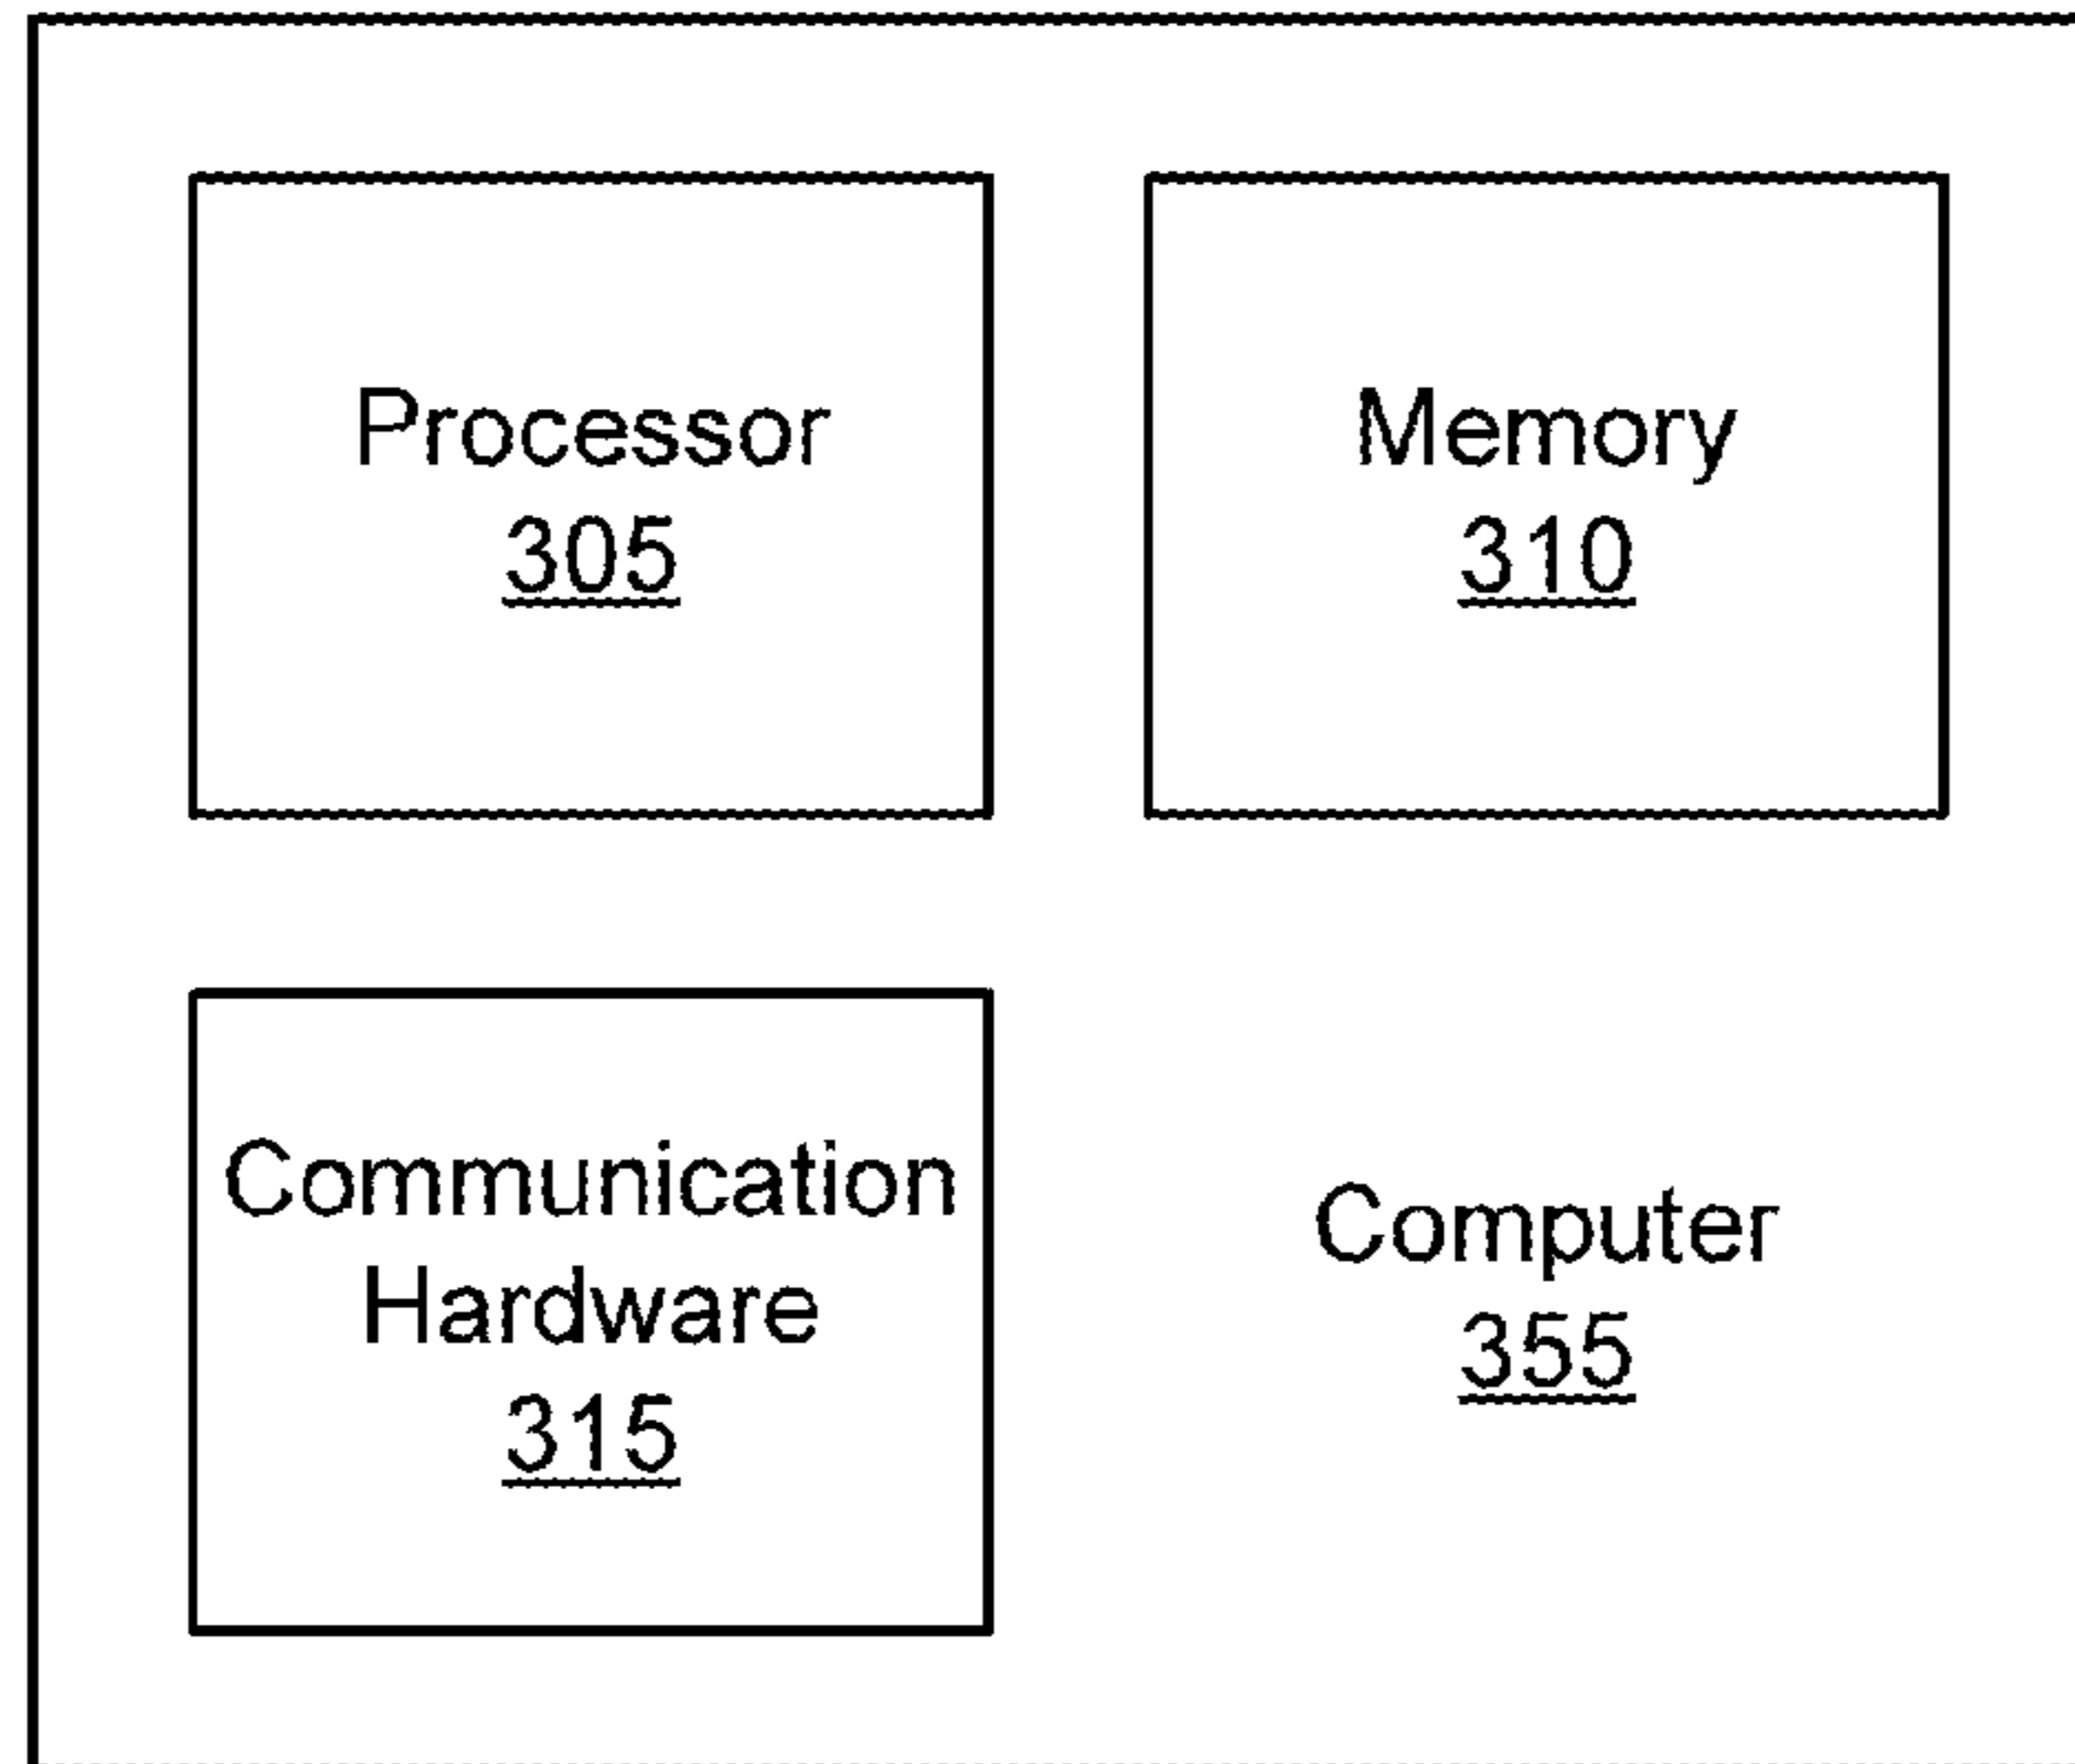 Processor
305
Memory
310
Communication
Hardware
315
Computer
355